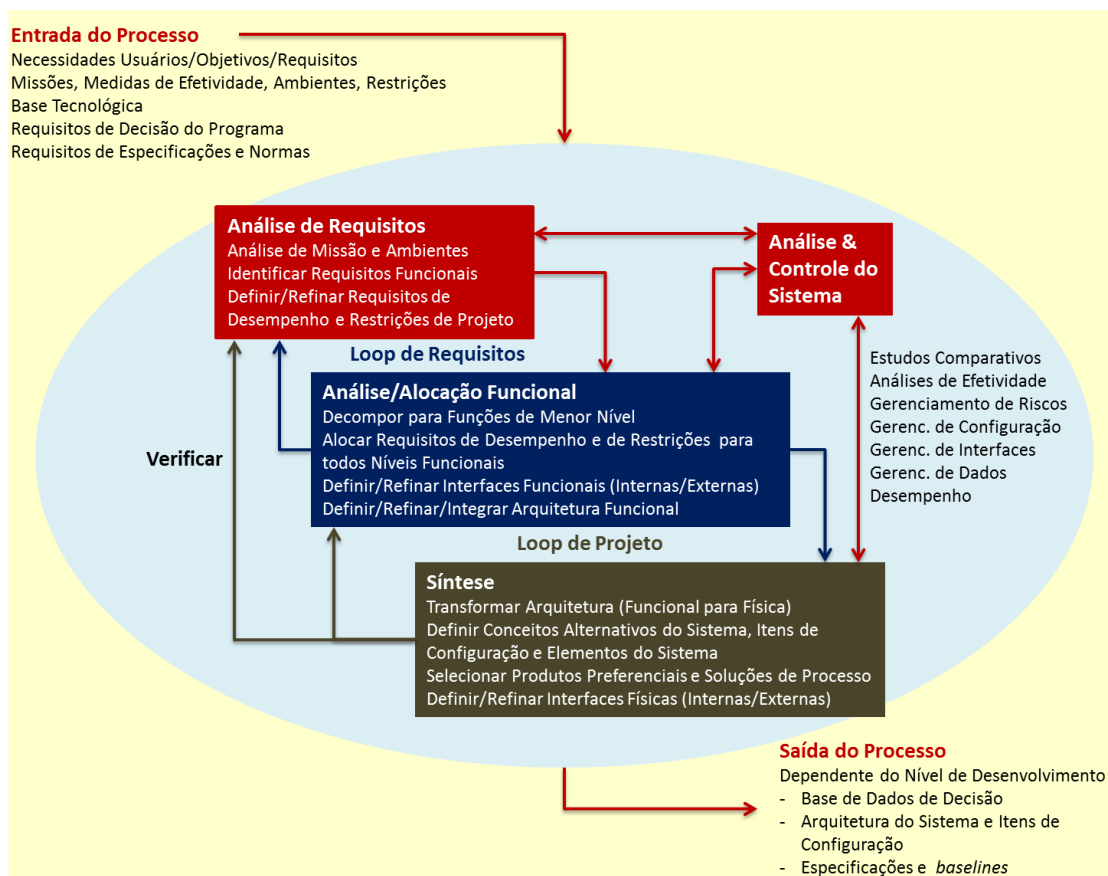 Entrada do Processo
Necessidades Usuários/Objetivos/Requisitos
Missões, Medidas de Efetividade, Ambientes, Restrições
Base Tecnológica
Requisitos de Decisão do Programa
Requisitos de Especificações e Normas
Análise de Requisitos
Análise de Missão e Ambientes
Identificar Requisitos Funcionais
Definir/Refinar Requisitos de
Desempenho e Restrições de Projeto
Análise &
Controle do
Sistema
Loop de Requisitos
Análise/Alocação Funcional
Decompor para Funções de Menor Nível
Alocar Requisitos de Desempenho e de Restrições para
todos Níveis Funcionais
Definir/Refinar Interfaces Funcionais (Internas/Externas)
Definir/Refinar/Integrar Arquitetura Funcional
Estudos Comparativos
Análises de Efetividade
Gerenciamento de Riscos
Gerenc. de Configuração
Gerenc. de Interfaces
Gerenc. de Dados
Desempenho
Verificar
Loop de Projeto
Síntese
Transformar Arquitetura (Funcional para Física)
Definir Conceitos Alternativos do Sistema, Itens de
Configuração e Elementos do Sistema
Selecionar Produtos Preferenciais e Soluções de Processo
Definir/Refinar Interfaces Físicas (Internas/Externas)
Saída do Processo
Dependente do Nível de Desenvolvimento
- Base de Dados de Decisão
- Arquitetura do Sistema e Itens de
Configuração
- Especificações e baselines